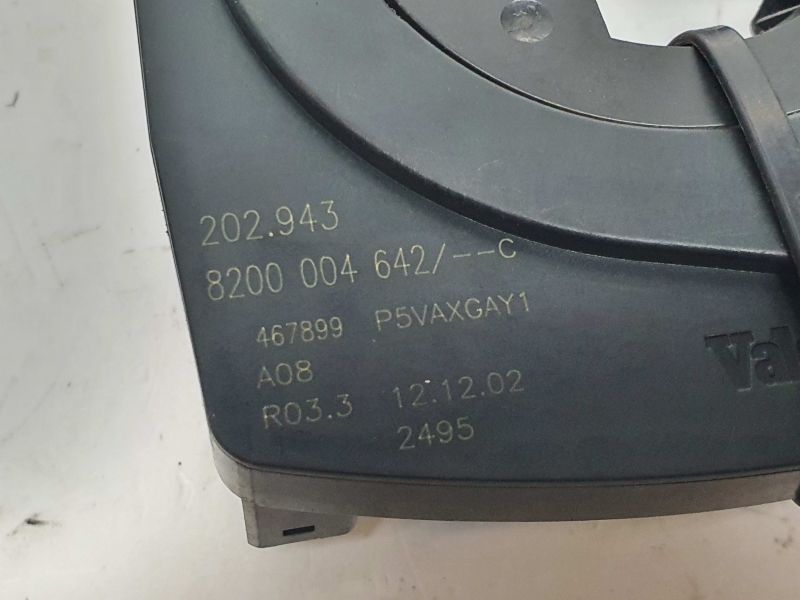 202.943
8200 004 642/--C
467899 P5VAXGAY1
A08
R03.3 12.12.02
2495